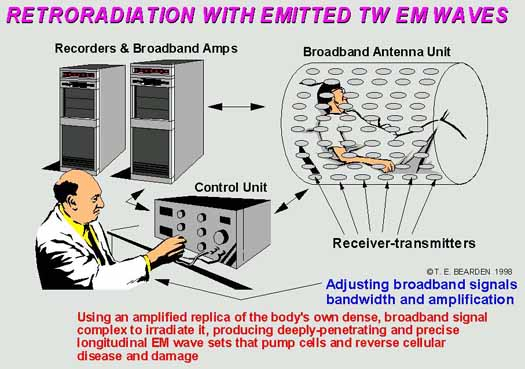 RETRORADIATION WITH EMITTED TW EM WAVES
Recorders & Broadband Amps
Broadband Antenna Unit
Control Unit
Receiver-transmitters
© T. E. BEARDEN 1998
Adjusting broadband signals
bandwidth and amplification
Using an amplified replica of the body's own dense, broadband signal
complex to irradiate it, producing deeply-penetrating and precise
longitudinal EM wave sets that pump cells and reverse cellular
disease and damage